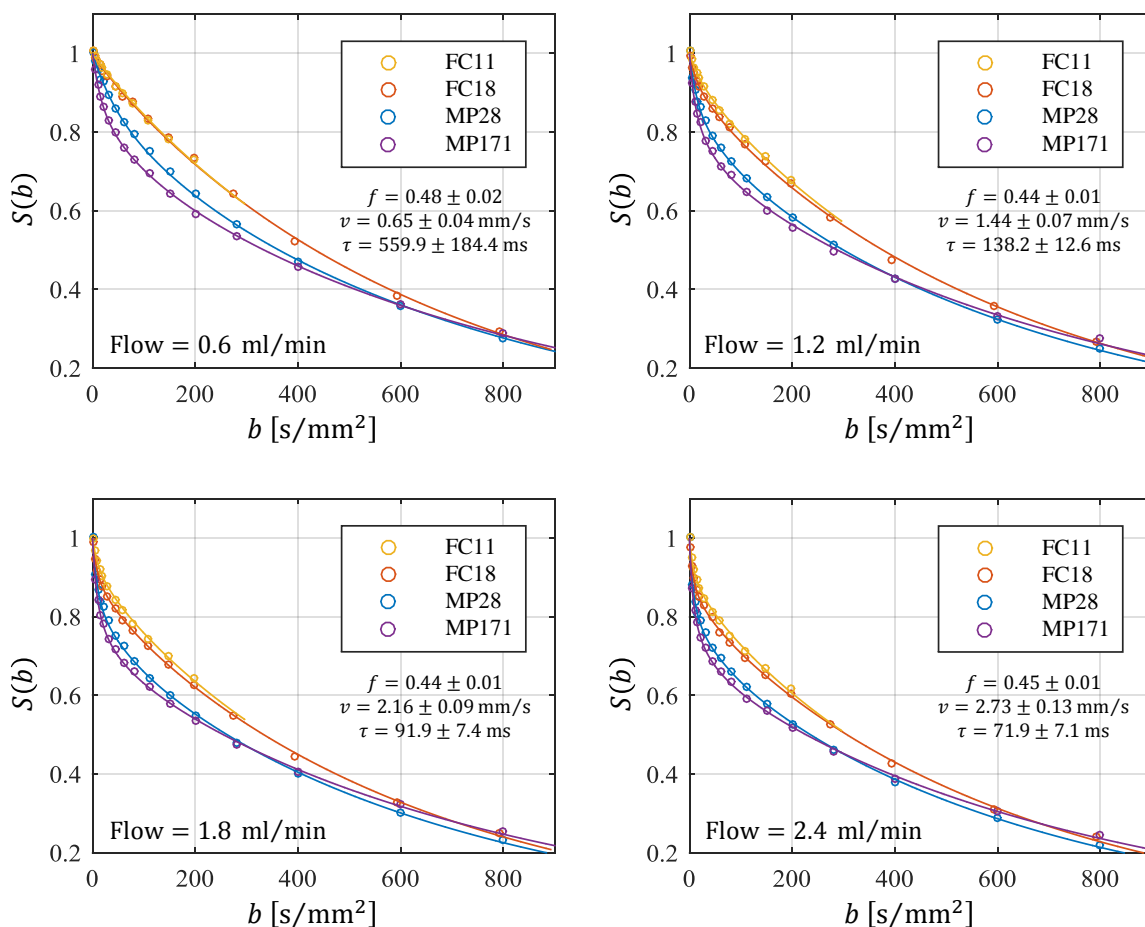 1
0.8
0.6
0.4
0.2
S(b)
0
200
400
600
800
b [s/mm²]
FC11
FC18
MP28
MP171
f = 0.48 ± 0.02
v = 0.65 ± 0.04 mm/s
τ = 559.9 ± 184.4 ms
Flow = 0.6 ml/min
1
0.8
0.6
0.4
0.2
S(b)
0
200
400
600
800
b [s/mm²]
FC11
FC18
MP28
MP171
f = 0.44 ± 0.01
v = 1.44 ± 0.07 mm/s
τ = 138.2 ± 12.6 ms
Flow = 1.2 ml/min
1
0.8
0.6
0.4
0.2
S(b)
0
200
400
600
800
b [s/mm²]
FC11
FC18
MP28
MP171
f = 0.44 ± 0.01
v = 2.16 ± 0.09 mm/s
τ = 91.9 ± 7.4 ms
Flow = 1.8 ml/min
1
0.8
0.6
0.4
0.2
S(b)
0
200
400
600
800
b [s/mm²]
FC11
FC18
MP28
MP171
f = 0.45 ± 0.01
v = 2.73 ± 0.13 mm/s
τ = 71.9 ± 7.1 ms
Flow = 2.4 ml/min